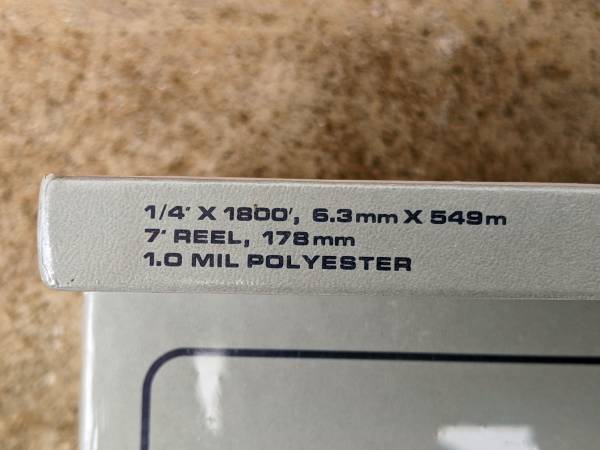 1/4" X 1800', 6.3mm X 549m
7" REEL, 178mm
1.0 MIL POLYESTER